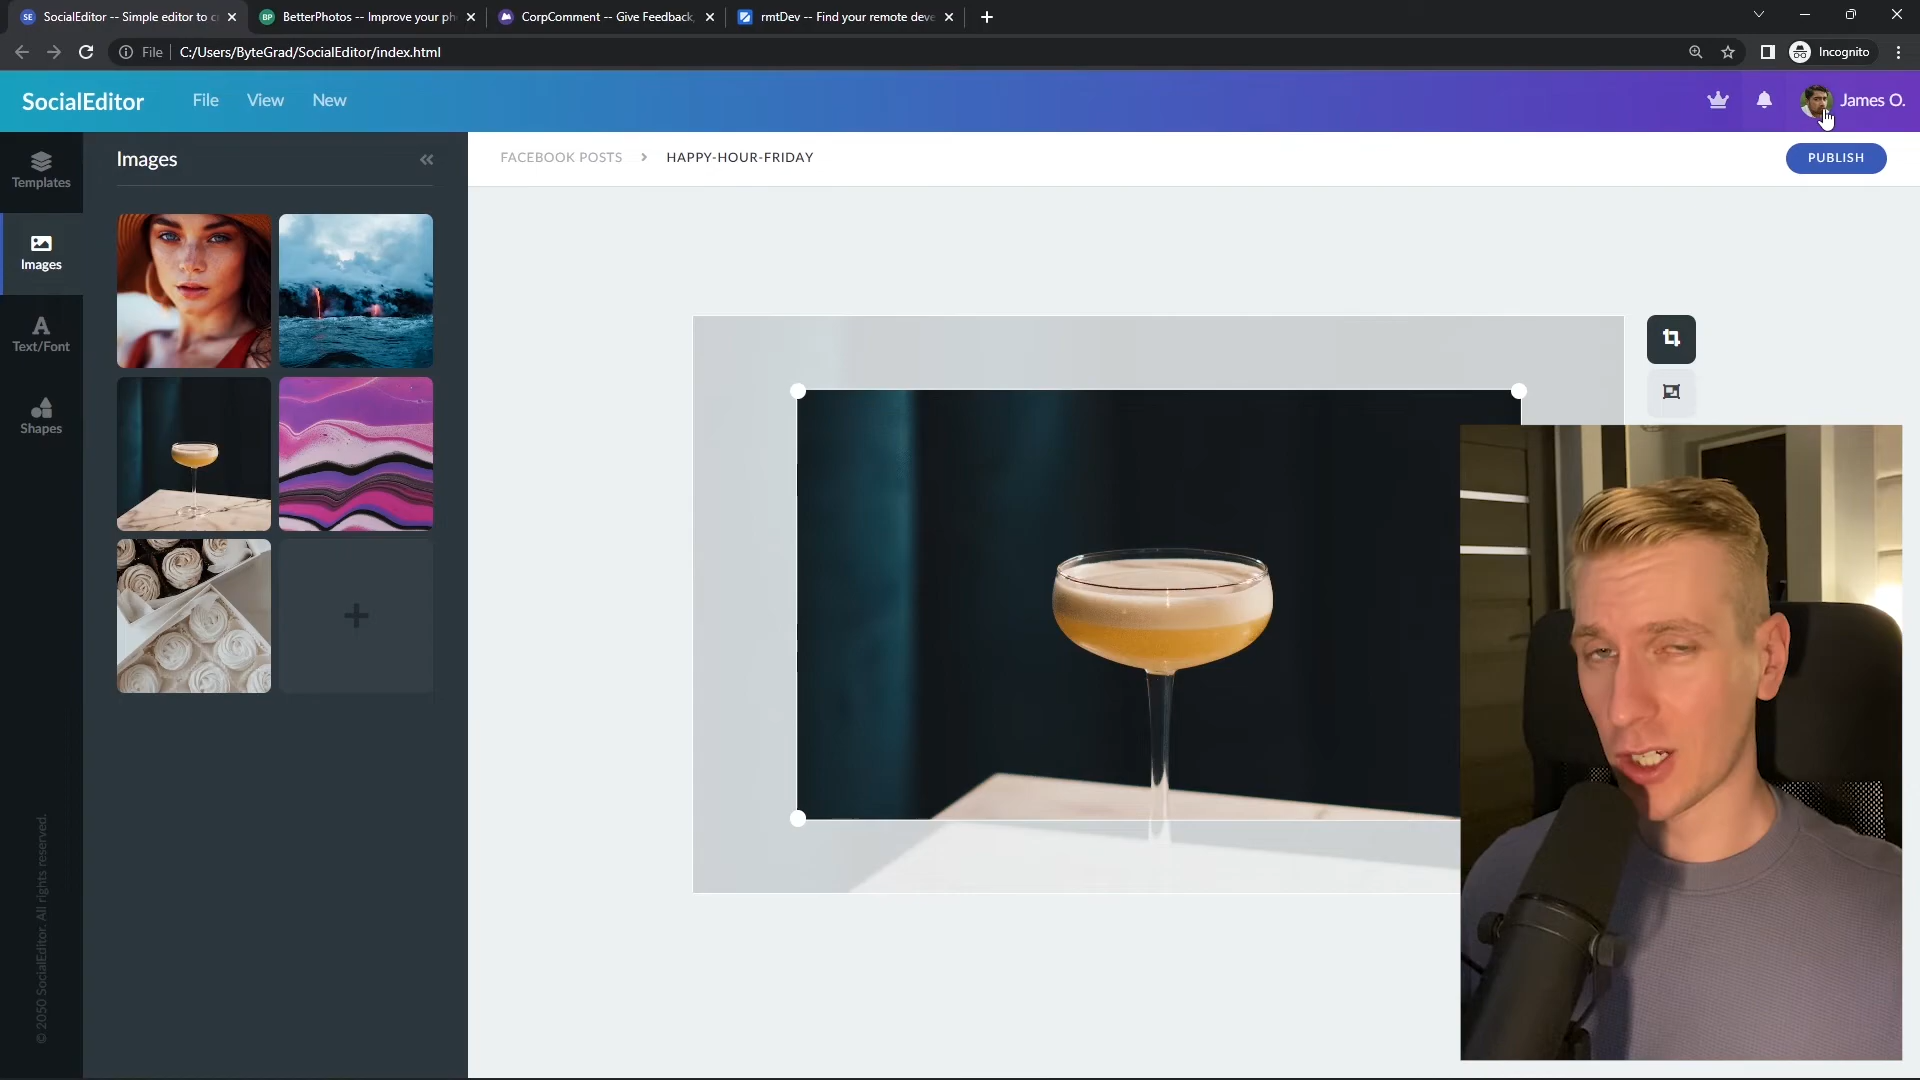 SE SocialEditor -- Simple editor to c
BP BetterPhotos -- Improve your ph
CorpComment -- Give Feedback,
rmtDev -- Find your remote deve
File C:/Users/ByteGrad/SocialEditor/index.html
Incognito
SocialEditor
File
View
New
James O.
Templates
Images
Text/Font
Shapes
© 2050 SocialEditor. All rights reserved.
Images
FACEBOOK POSTS > HAPPY-HOUR-FRIDAY
PUBLISH